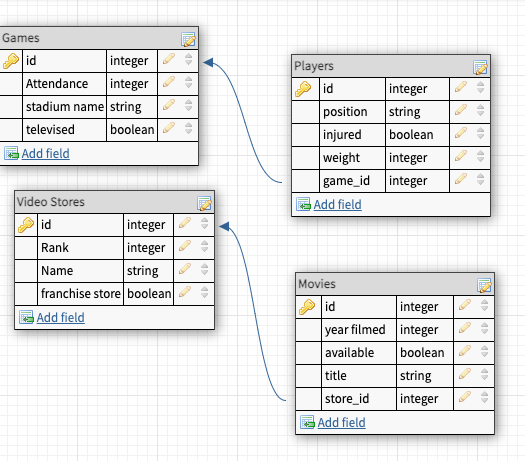 Games
id integer
Attendance integer
stadium name string
televised boolean
Add field
Players
id integer
position string
injured boolean
weight integer
game_id integer
Add field
Video Stores
id integer
Rank integer
Name string
franchise store boolean
Add field
Movies
id integer
year filmed integer
available boolean
title string
store_id integer
Add field